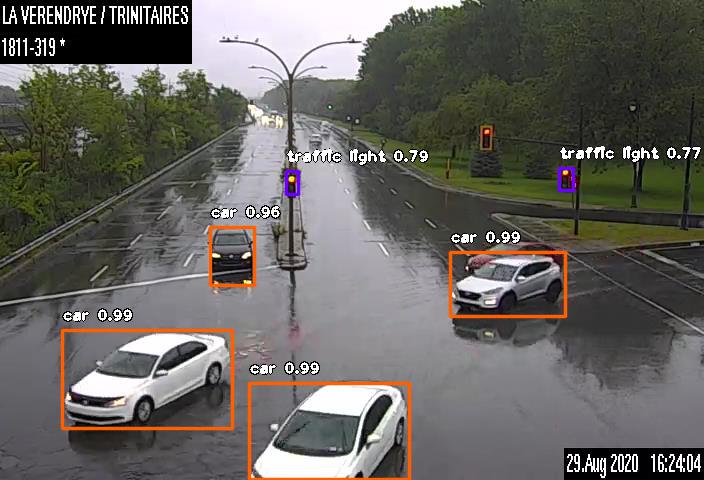 LA VERENDRYE / TRINITAIRES
1811-319 *
traffic light 0.79
traffic light 0.77
car 0.96
car 0.99
car 0.99
car 0.99
29.Aug 2020 16:24:04